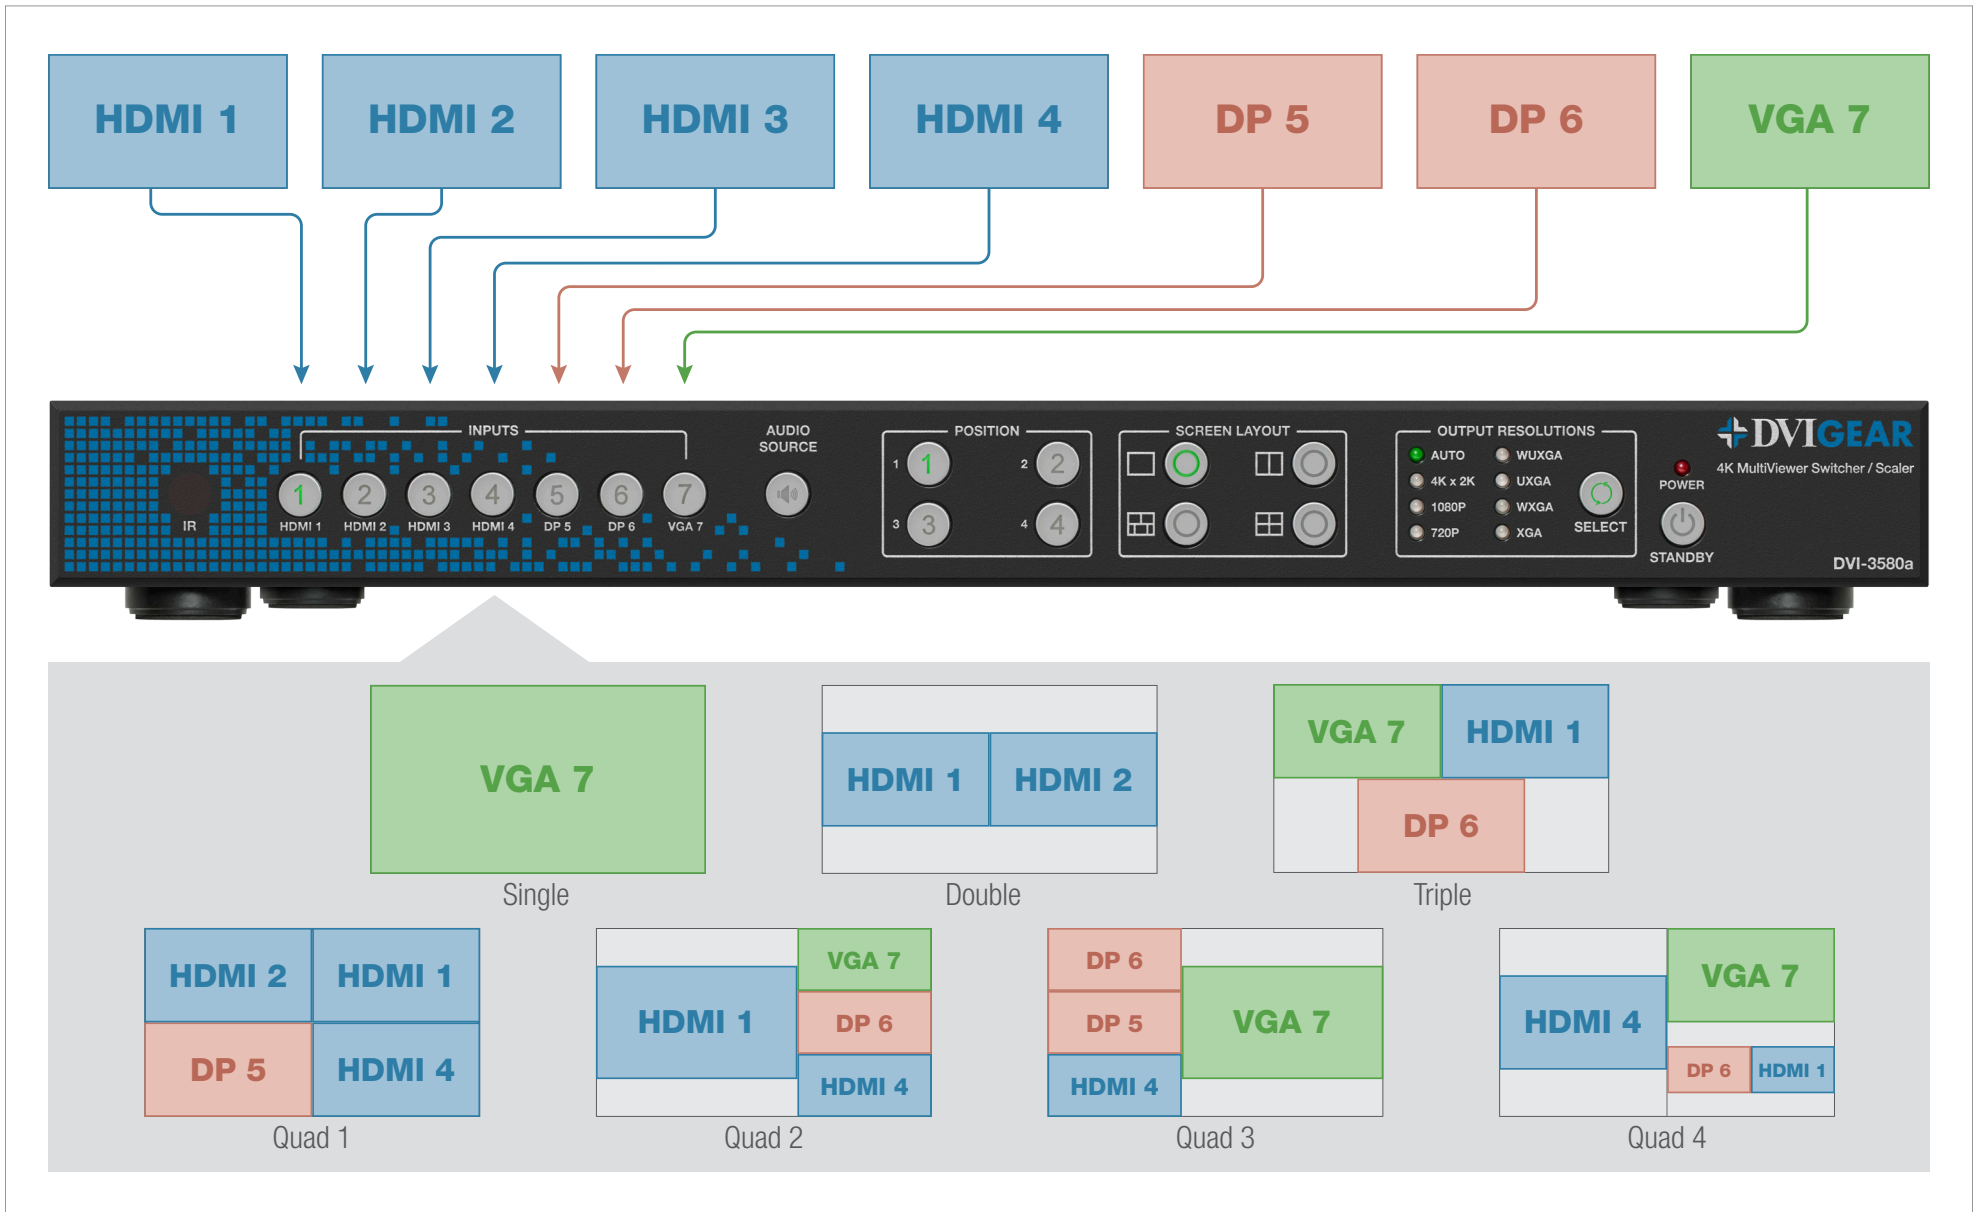 HDMI 1
HDMI 2
HDMI 3
HDMI 4
DP 5
DP 6
VGA 7
INPUTS
1
2
3
4
5
6
7
HDMI 1
HDMI 2
HDMI 3
HDMI 4
DP 5
DP 6
VGA 7
IR
AUDIO
SOURCE
POSITION
1 1
2 2
3 3
4 4
SCREEN LAYOUT
OUTPUT RESOLUTIONS
AUTO
4K x 2K
1080P
720P
WUXGA
UXGA
WXGA
XGA
SELECT
POWER
STANDBY
DVIGEAR
4K MultiViewer Switcher / Scaler
DVI-3580a
VGA 7
Single
HDMI 1
HDMI 2
Double
VGA 7
HDMI 1
DP 6
Triple
HDMI 2
HDMI 1
DP 5
HDMI 4
Quad 1
HDMI 1
VGA 7
DP 6
HDMI 4
Quad 2
DP 6
DP 5
HDMI 4
VGA 7
Quad 3
HDMI 4
VGA 7
DP 6
HDMI 1
Quad 4